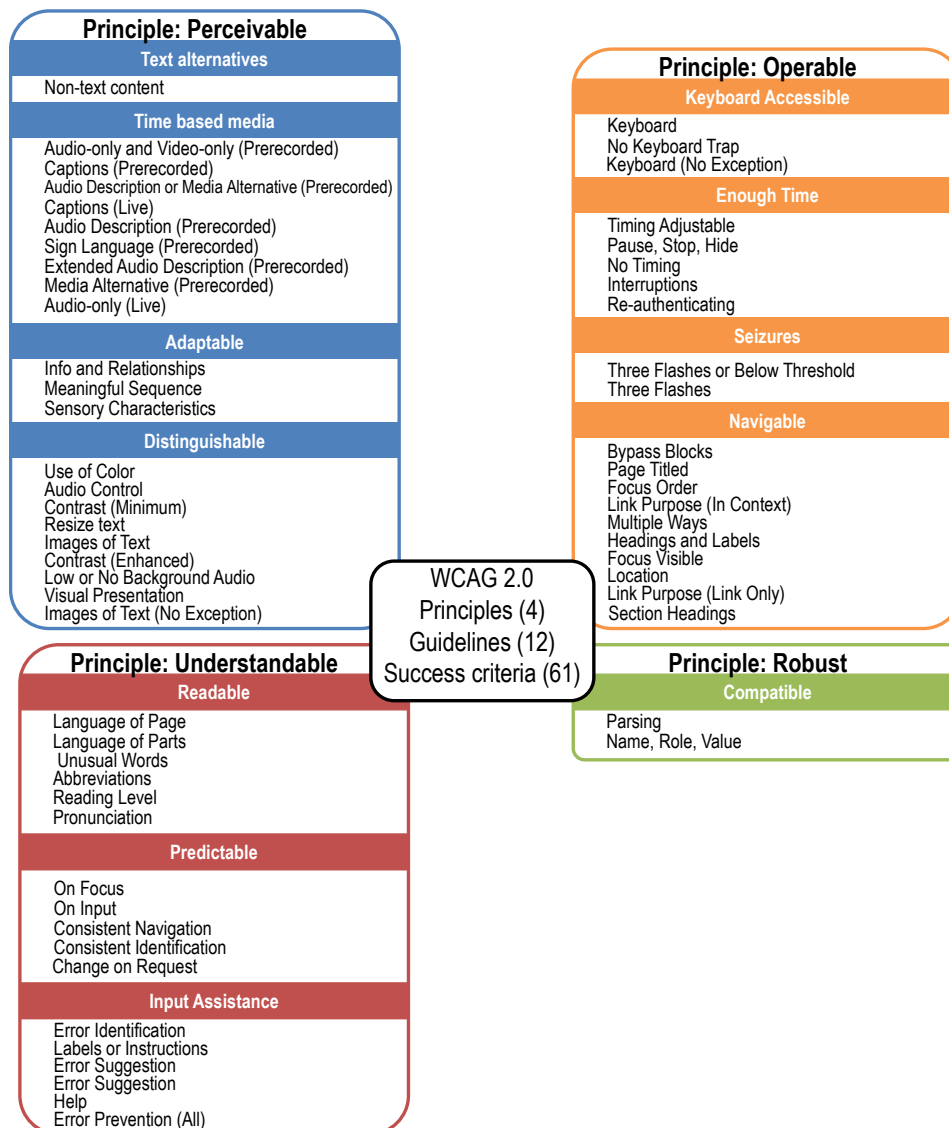 Principle: Perceivable
Text alternatives
Non-text content
Time based media
Audio-only and Video-only (Prerecorded)
Captions (Prerecorded)
Audio Description or Media Alternative (Prerecorded)
Captions (Live)
Audio Description (Prerecorded)
Sign Language (Prerecorded)
Extended Audio Description (Prerecorded)
Media Alternative (Prerecorded)
Audio-only (Live)
Adaptable
Info and Relationships
Meaningful Sequence
Sensory Characteristics
Distinguishable
Use of Color
Audio Control
Contrast (Minimum)
Resize text
Images of Text
Contrast (Enhanced)
Low or No Background Audio
Visual Presentation
Images of Text (No Exception)
Principle: Operable
Keyboard Accessible
Keyboard
No Keyboard Trap
Keyboard (No Exception)
Enough Time
Timing Adjustable
Pause, Stop, Hide
No Timing
Interruptions
Re-authenticating
Seizures
Three Flashes or Below Threshold
Three Flashes
Navigable
Bypass Blocks
Page Titled
Focus Order
Link Purpose (In Context)
Multiple Ways
Headings and Labels
Focus Visible
Location
Link Purpose (Link Only)
Section Headings
WCAG 2.0
Principles (4)
Guidelines (12)
Success criteria (61)
Principle: Understandable
Readable
Language of Page
Language of Parts
Unusual Words
Abbreviations
Reading Level
Pronunciation
Predictable
On Focus
On Input
Consistent Navigation
Consistent Identification
Change on Request
Input Assistance
Error Identification
Labels or Instructions
Error Suggestion
Error Suggestion
Help
Error Prevention (All)
Principle: Robust
Compatible
Parsing
Name, Role, Value